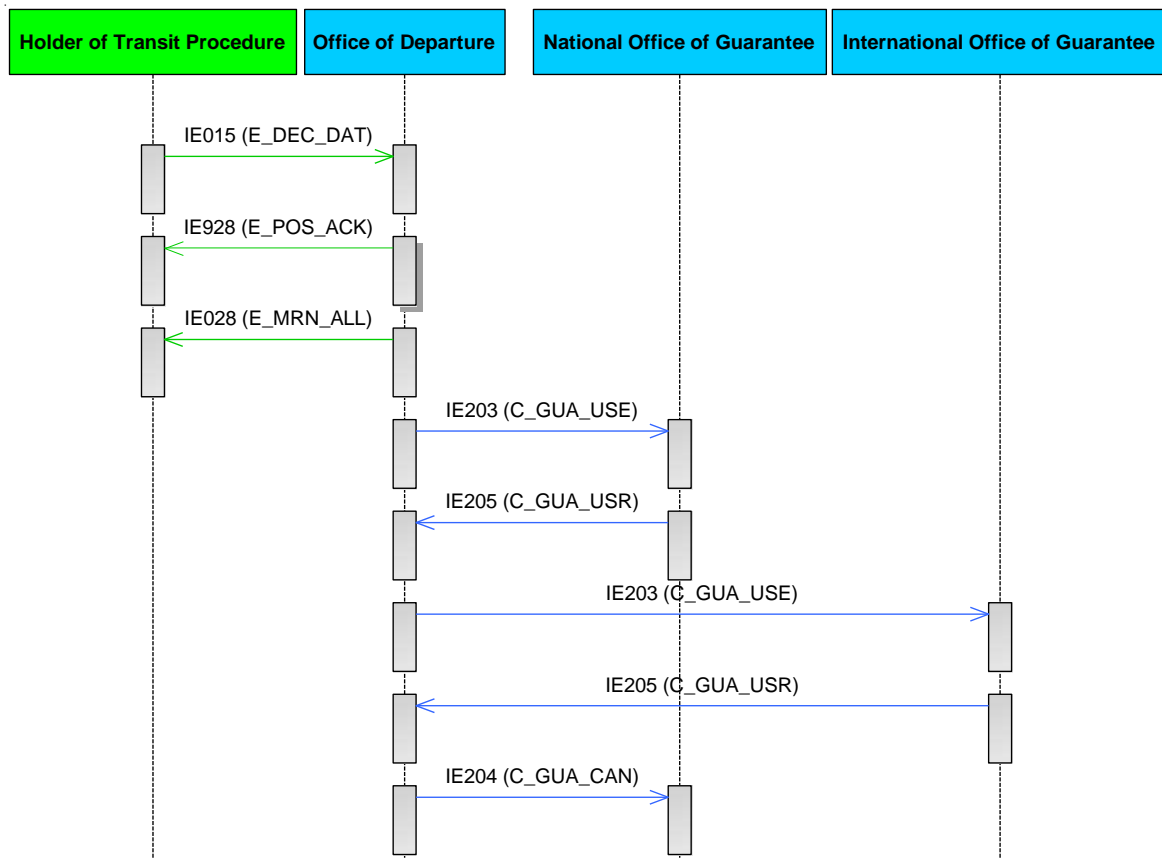 Holder of Transit Procedure
Office of Departure
National Office of Guarantee
International Office of Guarantee
IE015 (E_DEC_DAT)
IE928 (E_POS_ACK)
IE028 (E_MRN_ALL)
IE203 (C_GUA_USE)
IE205 (C_GUA_USR)
IE203 (C_GUA_USE)
IE205 (C_GUA_USR)
IE204 (C_GUA_CAN)